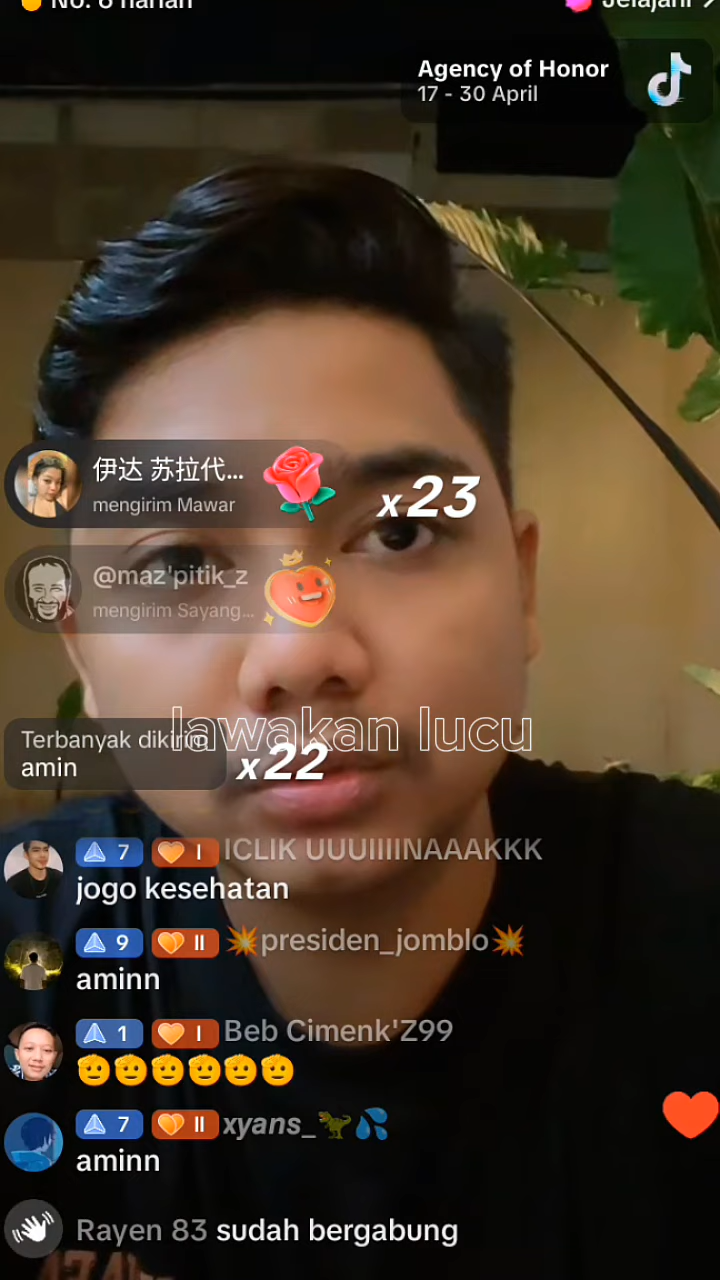 No. 6 harian
Jelajahi >
Agency of Honor
17 - 30 April
伊达 苏拉代...
mengirim Mawar
x23
@maz'pitik_z
mengirim Sayang...
lawakan lucu
Terbanyak dikirim
amin
x22
7 I ICLIK UUUIIIINAAAKKK
jogo kesehatan
9 II 💥presiden_jomblo💥
aminn
1 I Beb Cimenk'Z99
🫡🫡🫡🫡🫡🫡
7 II xyans_🦖💦
aminn
Rayen 83 sudah bergabung